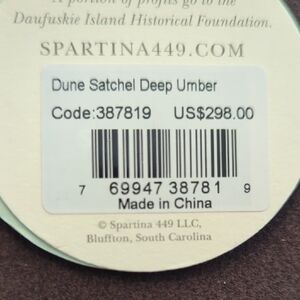 A portion of profits go to the
Daufuskie Island Historical Foundation.
SPARTINA449.COM
Dune Satchel Deep Umber
Code:387819 US$298.00
7 69947 38781 9
Made in China
© Spartina 449 LLC,
Bluffton, South Carolina